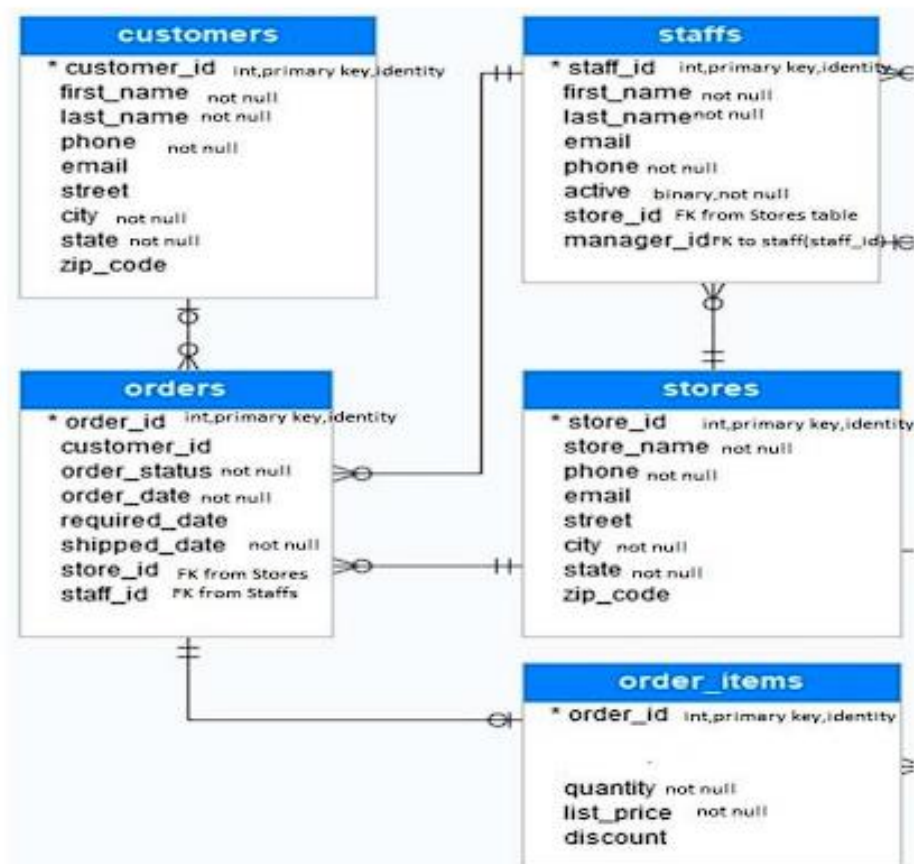 customers
* customer_id int,primary key,identity
first_name not null
last_name not null
phone not null
email
street
city not null
state not null
zip_code
staffs
* staff_id int,primary key,identity
first_name not null
last_name not null
email
phone not null
active binary,not null
store_id FK from Stores table
manager_id FK to staff(staff_id)
orders
* order_id int,primary key,identity
customer_id
order_status not null
order_date not null
required_date
shipped_date not null
store_id FK from Stores
staff_id FK from Staffs
stores
* store_id int,primary key,identity
store_name not null
phone not null
email
street
city not null
state not null
zip_code
order_items
* order_id int,primary key,identity
quantity not null
list_price not null
discount